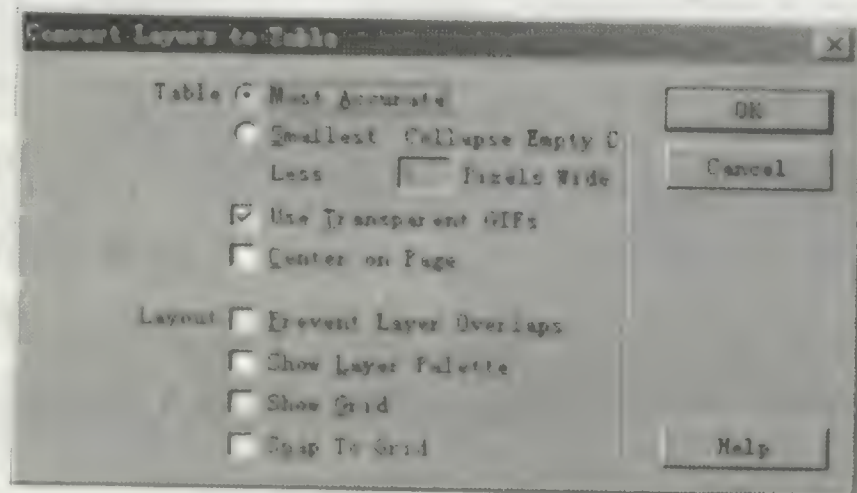 Convert Layers to Table
Table Most Accurate OK
Smallest Collapse Empty C
Less Pixels Wide Cancel
Use Transparent GIFs
Center on Page
Layout Prevent Layer Overlaps
Show Layer Palette
Show Grid
Snap To Grid Help